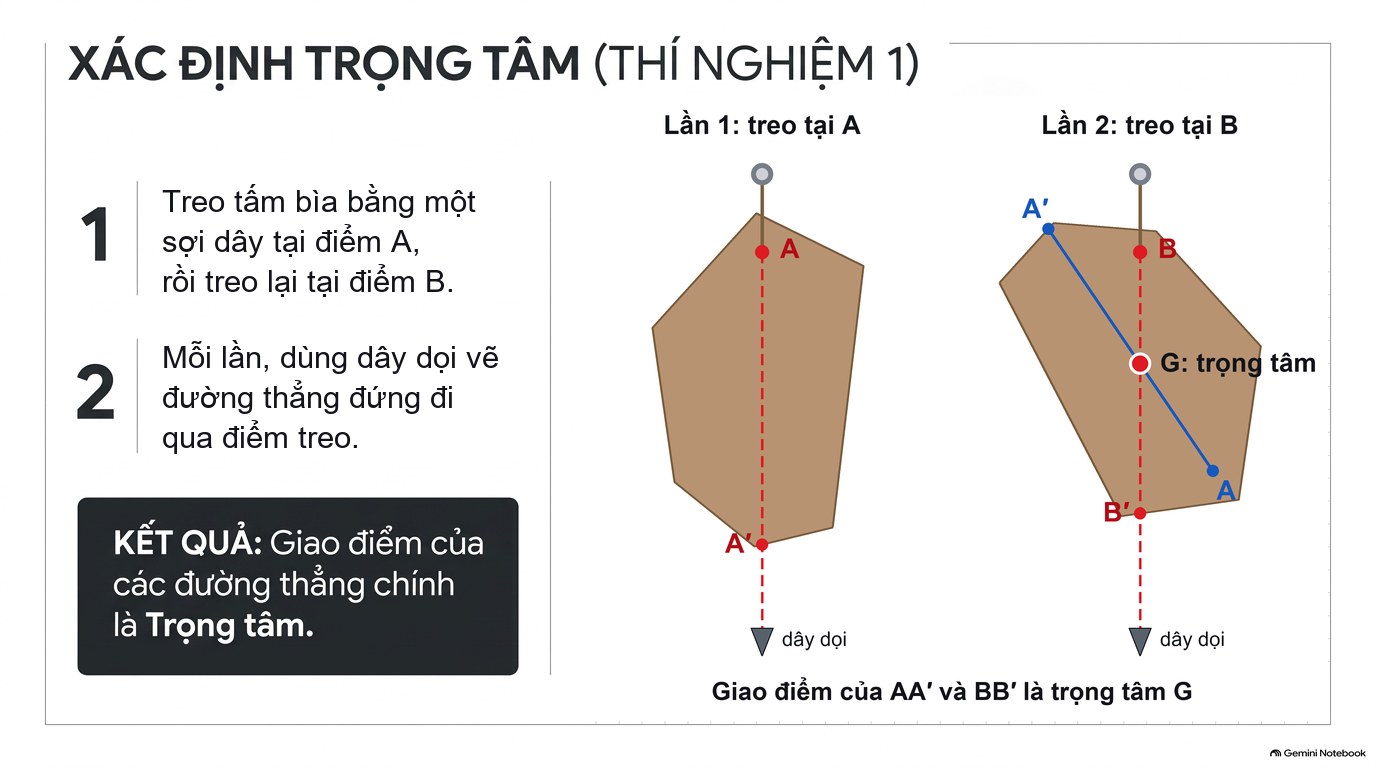 XÁC ĐỊNH TRỌNG TÂM (THÍ NGHIỆM 1)
1
Treo tấm bìa bằng một
sợi dây tại điểm A,
rồi treo lại tại điểm B.
2
Mỗi lần, dùng dây dọi vẽ
đường thẳng đứng đi
qua điểm treo.
KẾT QUẢ: Giao điểm của
các đường thẳng chính
là Trọng tâm.
Lần 1: treo tại A
A
A′
dây dọi
Lần 2: treo tại B
A′
B
G: trọng tâm
A
B′
dây dọi
Giao điểm của AA′ và BB′ là trọng tâm G
Gemini Notebook